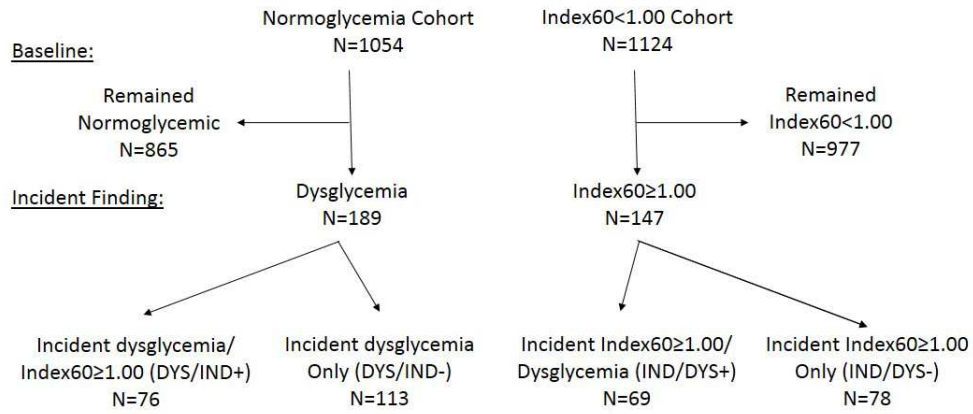 Normoglycemia Cohort
N=1054
Index60<1.00 Cohort
N=1124
Baseline:
Remained
Normoglycemic
N=865
Remained
Index60<1.00
N=977
Incident Finding:
Dysglycemia
N=189
Index60≥1.00
N=147
Incident dysglycemia/
Index60≥1.00 (DYS/IND+)
N=76
Incident dysglycemia
Only (DYS/IND-)
N=113
Incident Index60≥1.00/
Dysglycemia (IND/DYS+)
N=69
Incident Index60≥1.00
Only (IND/DYS-)
N=78